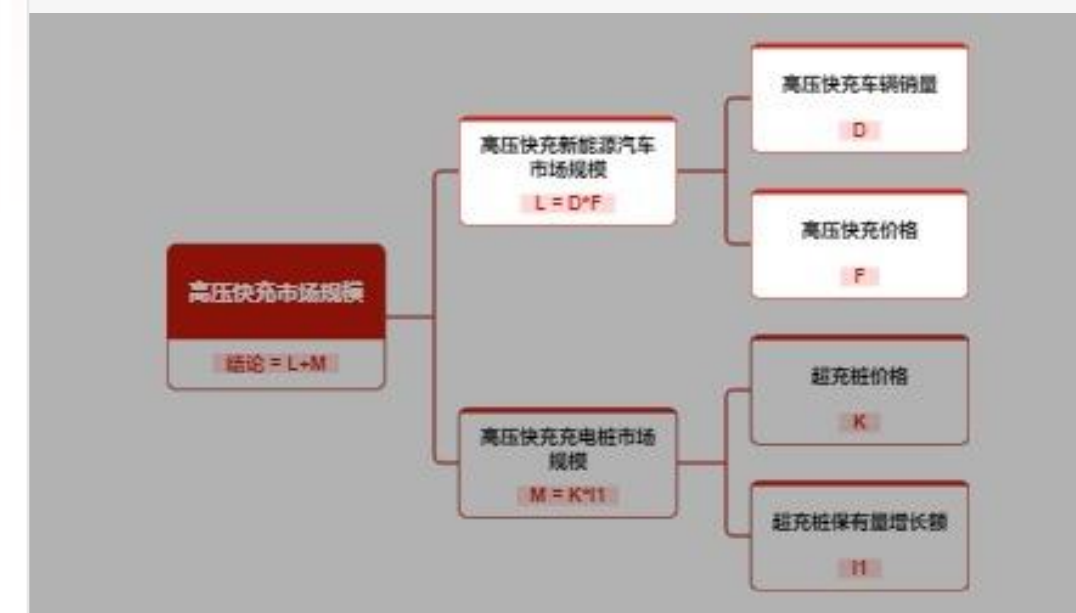 高压快充车辆销量
D
高压快充新能源汽车
市场规模
L = D*F
高压快充价格
F
高压快充市场规模
结论 = L+M
超充桩价格
K
高压快充充电桩市场
规模
M = K*I1
超充桩保有量增长额
I1